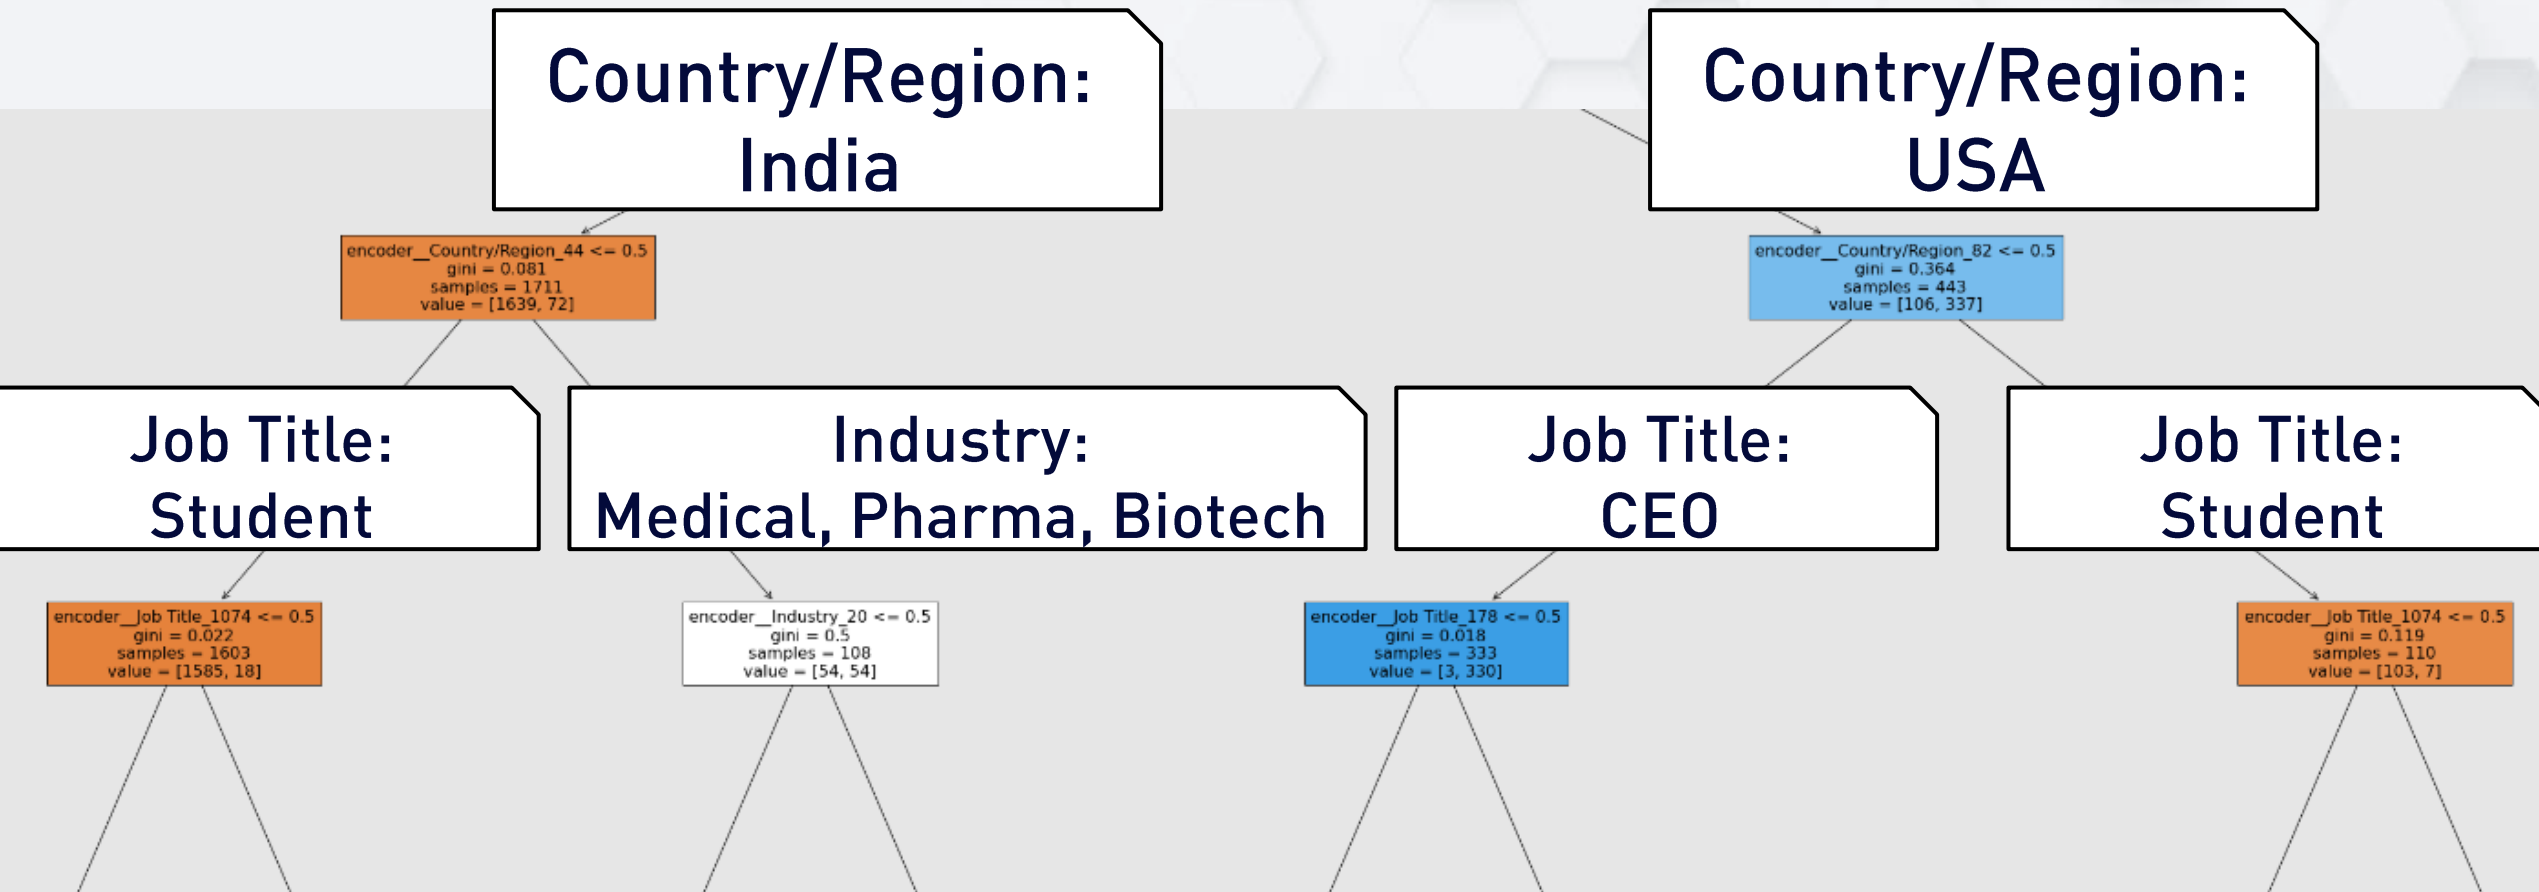 Country/Region:
India
Country/Region:
USA
encoder__Country/Region_44 <= 0.5
gini = 0.081
samples = 1711
value = [1639, 72]
encoder__Country/Region_82 <= 0.5
gini = 0.364
samples = 443
value = [106, 337]
Job Title:
Student
Industry:
Medical, Pharma, Biotech
Job Title:
CEO
Job Title:
Student
encoder__Job Title_1074 <= 0.5
gini = 0.022
samples = 1603
value = [1585, 18]
encoder__Industry_20 <= 0.5
gini = 0.5
samples = 108
value = [54, 54]
encoder__Job Title_178 <= 0.5
gini = 0.018
samples = 333
value = [3, 330]
encoder__Job Title_1074 <= 0.5
gini = 0.119
samples = 110
value = [103, 7]